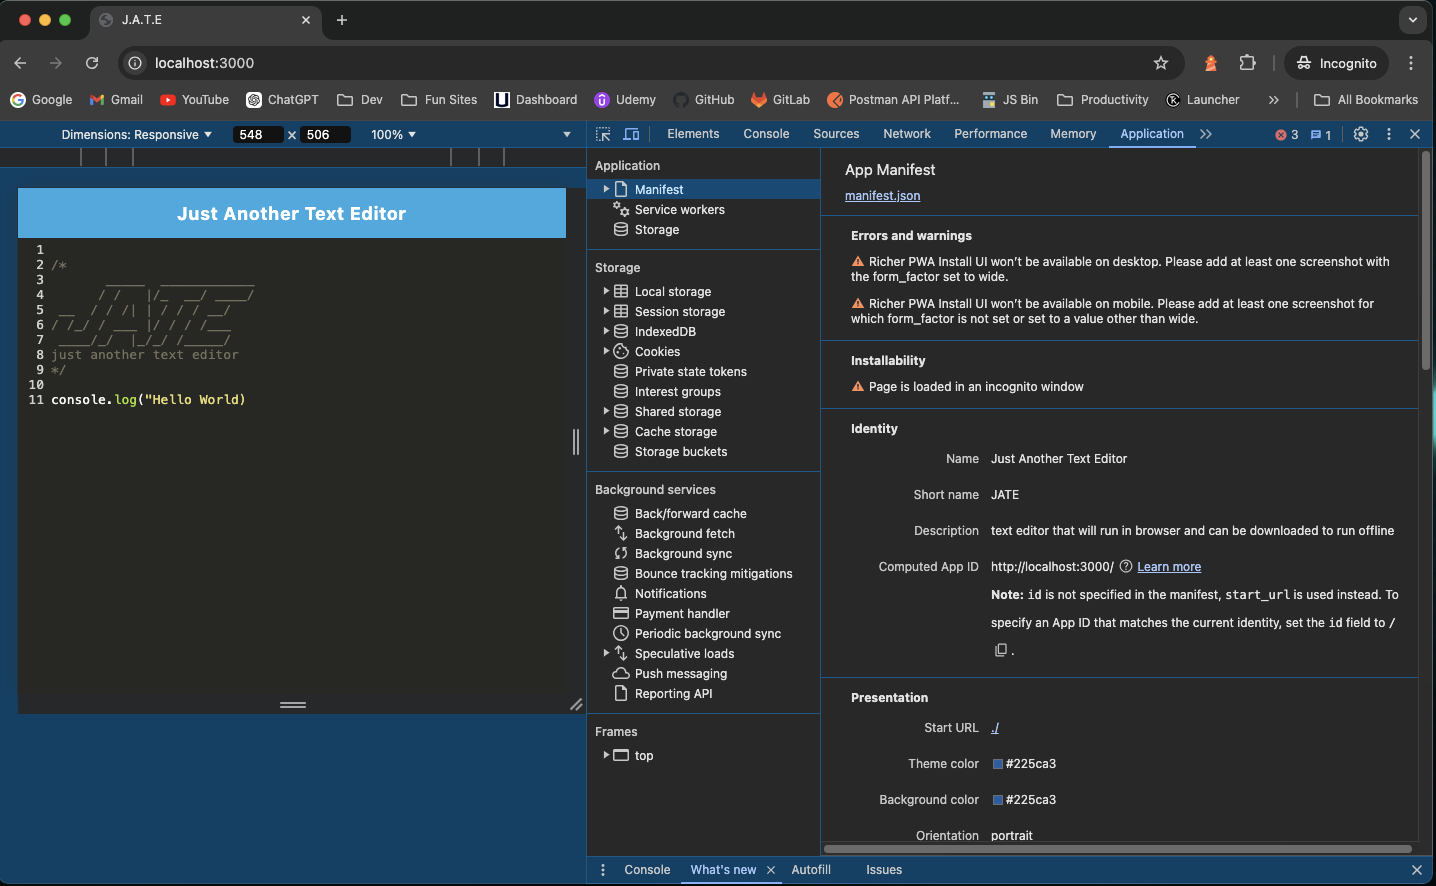 J.A.T.E
localhost:3000
Incognito
Google
Gmail
YouTube
ChatGPT
Dev
Fun Sites
Dashboard
Udemy
GitHub
GitLab
Postman API Platf...
JS Bin
Productivity
Launcher
»
All Bookmarks
Dimensions: Responsive
548 × 506
100%
Elements
Console
Sources
Network
Performance
Memory
Application
3
1
Just Another Text Editor
1
2 /*
3        _____  ____________
4       / /   |/_  __/ ____/
5  __  / / /| | / / / __/
6 / /_/ / ___ |/ / / /___
7  ____/_/  |_/_/ /_____/
8 just another text editor
9 */
10
11 console.log("Hello World)
Application
Manifest
Service workers
Storage
Storage
Local storage
Session storage
IndexedDB
Cookies
Private state tokens
Interest groups
Shared storage
Cache storage
Storage buckets
Background services
Back/forward cache
Background fetch
Background sync
Bounce tracking mitigations
Notifications
Payment handler
Periodic background sync
Speculative loads
Push messaging
Reporting API
Frames
top
App Manifest
manifest.json
Errors and warnings
Richer PWA Install UI won't be available on desktop. Please add at least one screenshot with
the form_factor set to wide.
Richer PWA Install UI won't be available on mobile. Please add at least one screenshot for
which form_factor is not set or set to a value other than wide.
Installability
Page is loaded in an incognito window
Identity
Name Just Another Text Editor
Short name JATE
Description text editor that will run in browser and can be downloaded to run offline
Computed App ID http://localhost:3000/ Learn more
Note: id is not specified in the manifest, start_url is used instead. To
specify an App ID that matches the current identity, set the id field to /
.
Presentation
Start URL ./
Theme color #225ca3
Background color #225ca3
Orientation portrait
Console
What's new
Autofill
Issues